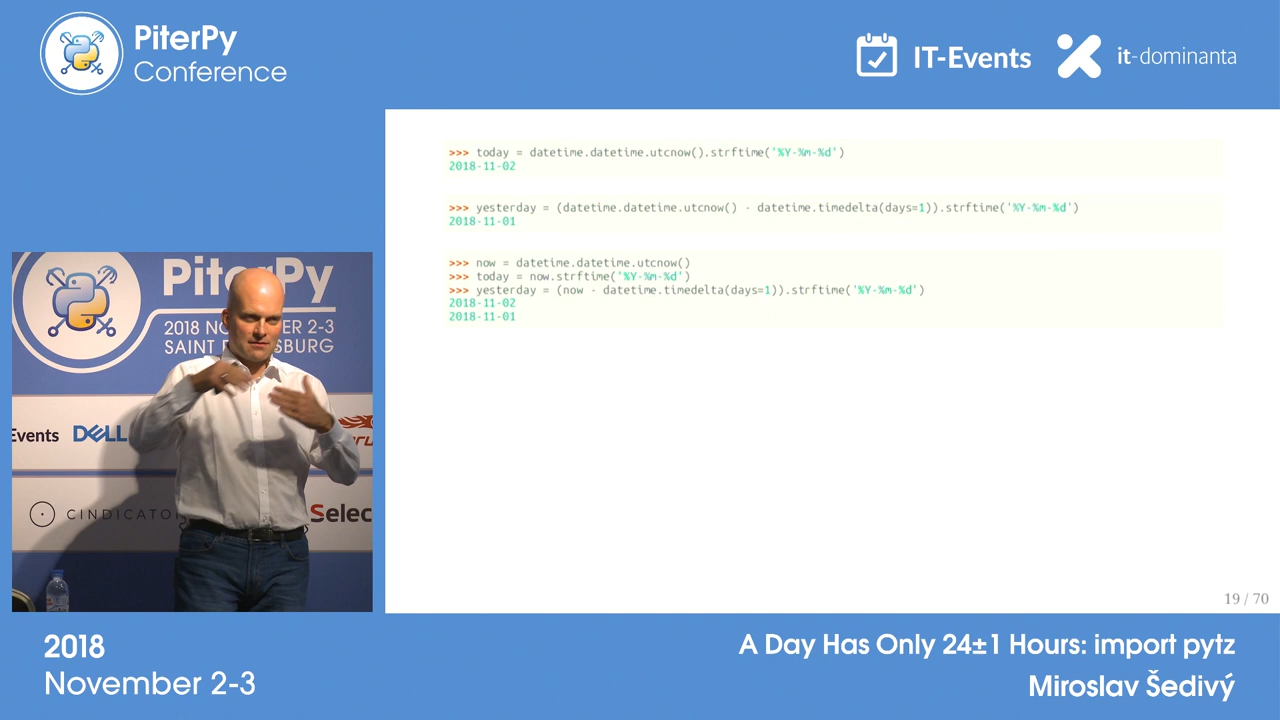 PiterPy
Conference
IT-Events
it-dominanta
>>> today = datetime.datetime.utcnow().strftime('%Y-%m-%d')
2018-11-02
>>> yesterday = (datetime.datetime.utcnow() - datetime.timedelta(days=1)).strftime('%Y-%m-%d')
2018-11-01
>>> now = datetime.datetime.utcnow()
>>> today = now.strftime('%Y-%m-%d')
>>> yesterday = (now - datetime.timedelta(days=1)).strftime('%Y-%m-%d')
2018-11-02
2018-11-01
19 / 70
PiterPy
2018 NO ER 2-3
SAINT SBURG
Events
DELL
CINDICATO
Selec
2018
November 2-3
A Day Has Only 24±1 Hours: import pytz
Miroslav Šedivý